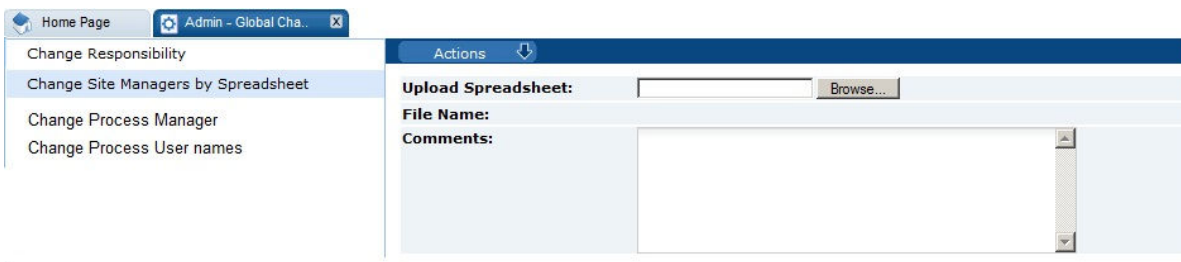 Home Page
Admin - Global Cha..
Change Responsibility
Change Site Managers by Spreadsheet
Change Process Manager
Change Process User names
Actions
Upload Spreadsheet:
Browse...
File Name:
Comments: